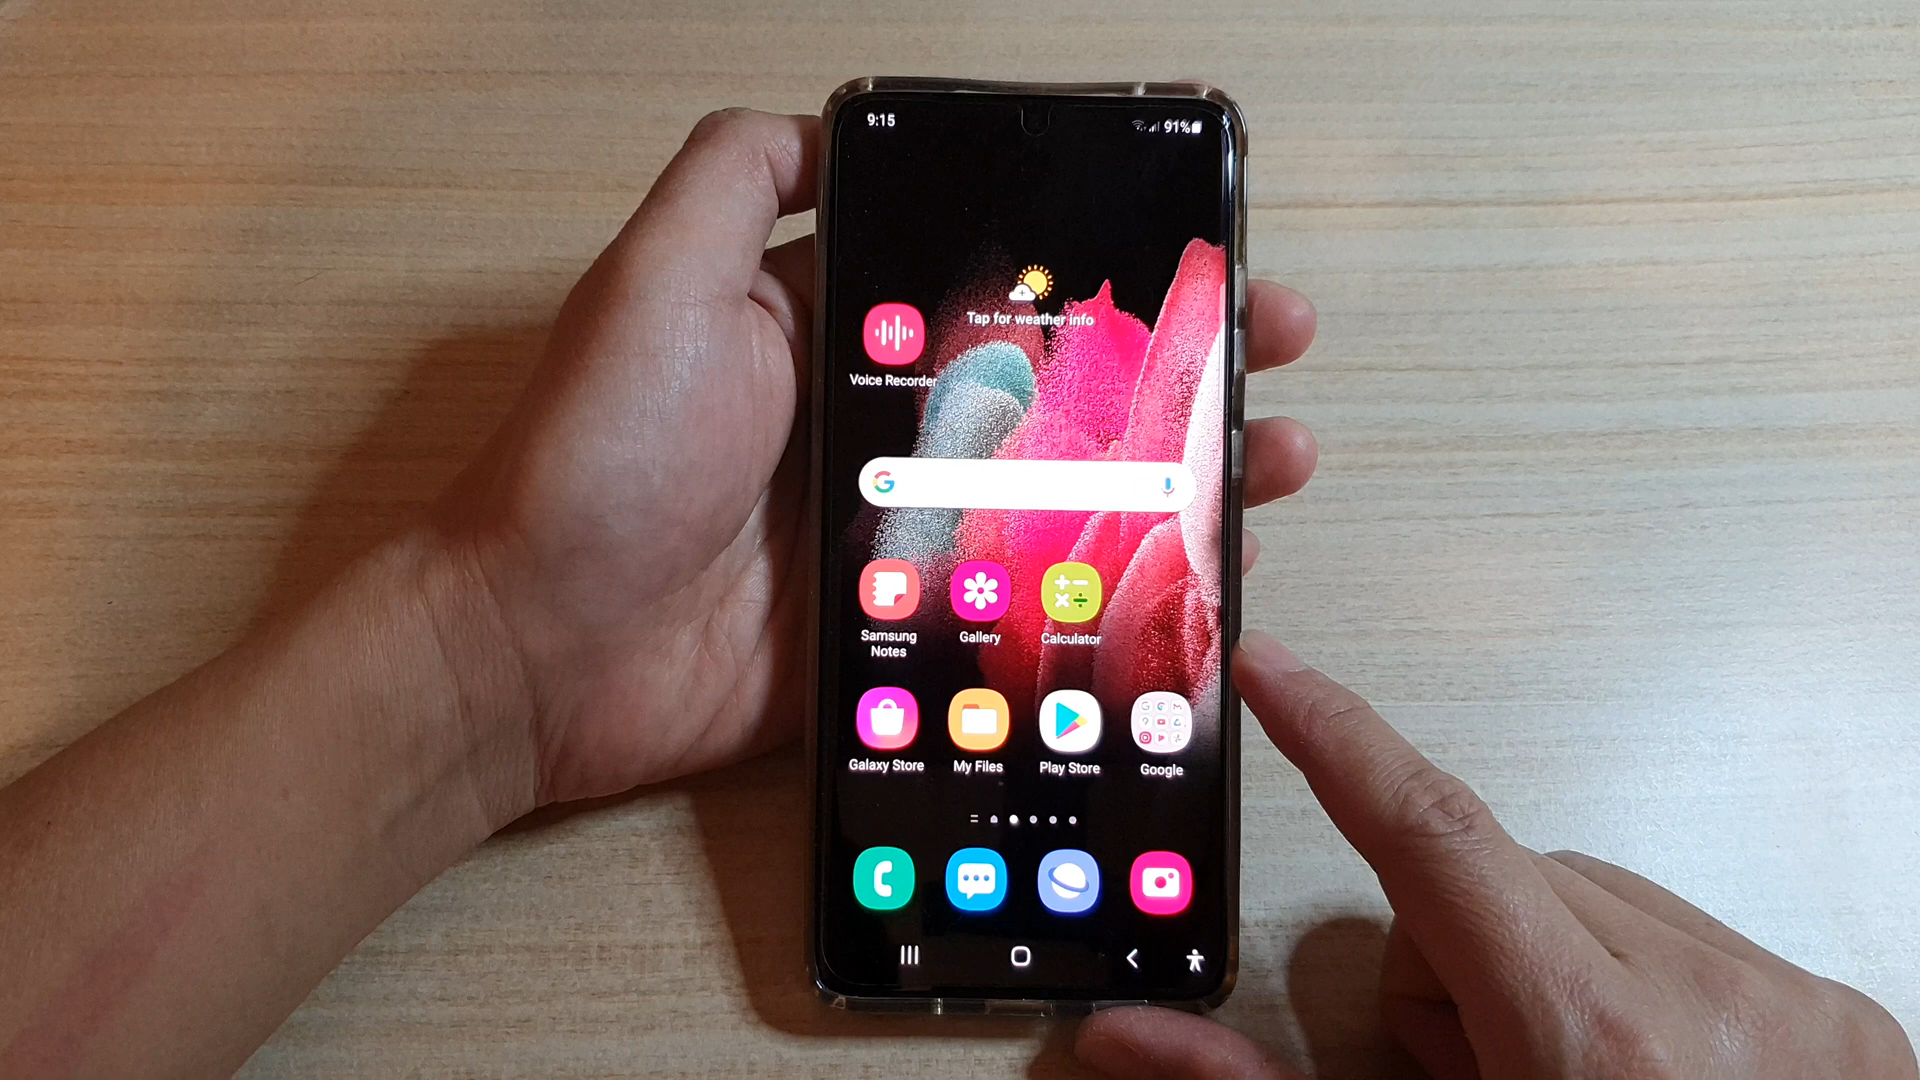 9:15
91%
Tap for weather info
Voice Recorder
G
Samsung
Notes
Gallery
Calculator
Galaxy Store
My Files
Play Store
Google